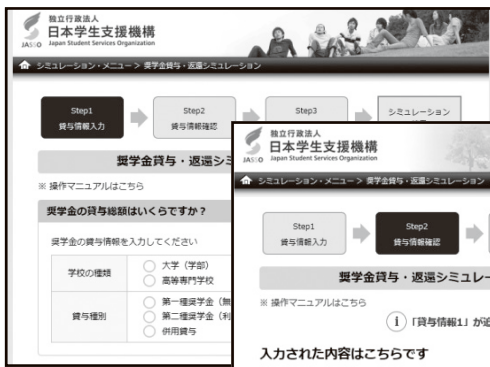 独立行政法人
日本学生支援機構
JASSO Japan Student Services Organization
シミュレーション・メニュー > 奨学金貸与・返還シミュレーション
Step1
貸与情報入力
Step2
貸与情報確認
Step3
シミュレーション
奨学金貸与・返還シミ
※ 操作マニュアルはこちら
奨学金の貸与総額はいくらですか？
奨学金の貸与情報を入力してください
学校の種類
大学（学部）
高等専門学校
貸与種別
第一種奨学金（無
第二種奨学金（利
併用貸与
独立行政法人
日本学生支援機構
JASSO Japan Student Services Organization
シミュレーション・メニュー > 奨学金貸与・返還シミュレーション
Step1
貸与情報入力
Step2
貸与情報確認
奨学金貸与・返還シミュレー
※ 操作マニュアルはこちら
i 「貸与情報1」が追
入力された内容はこちらです